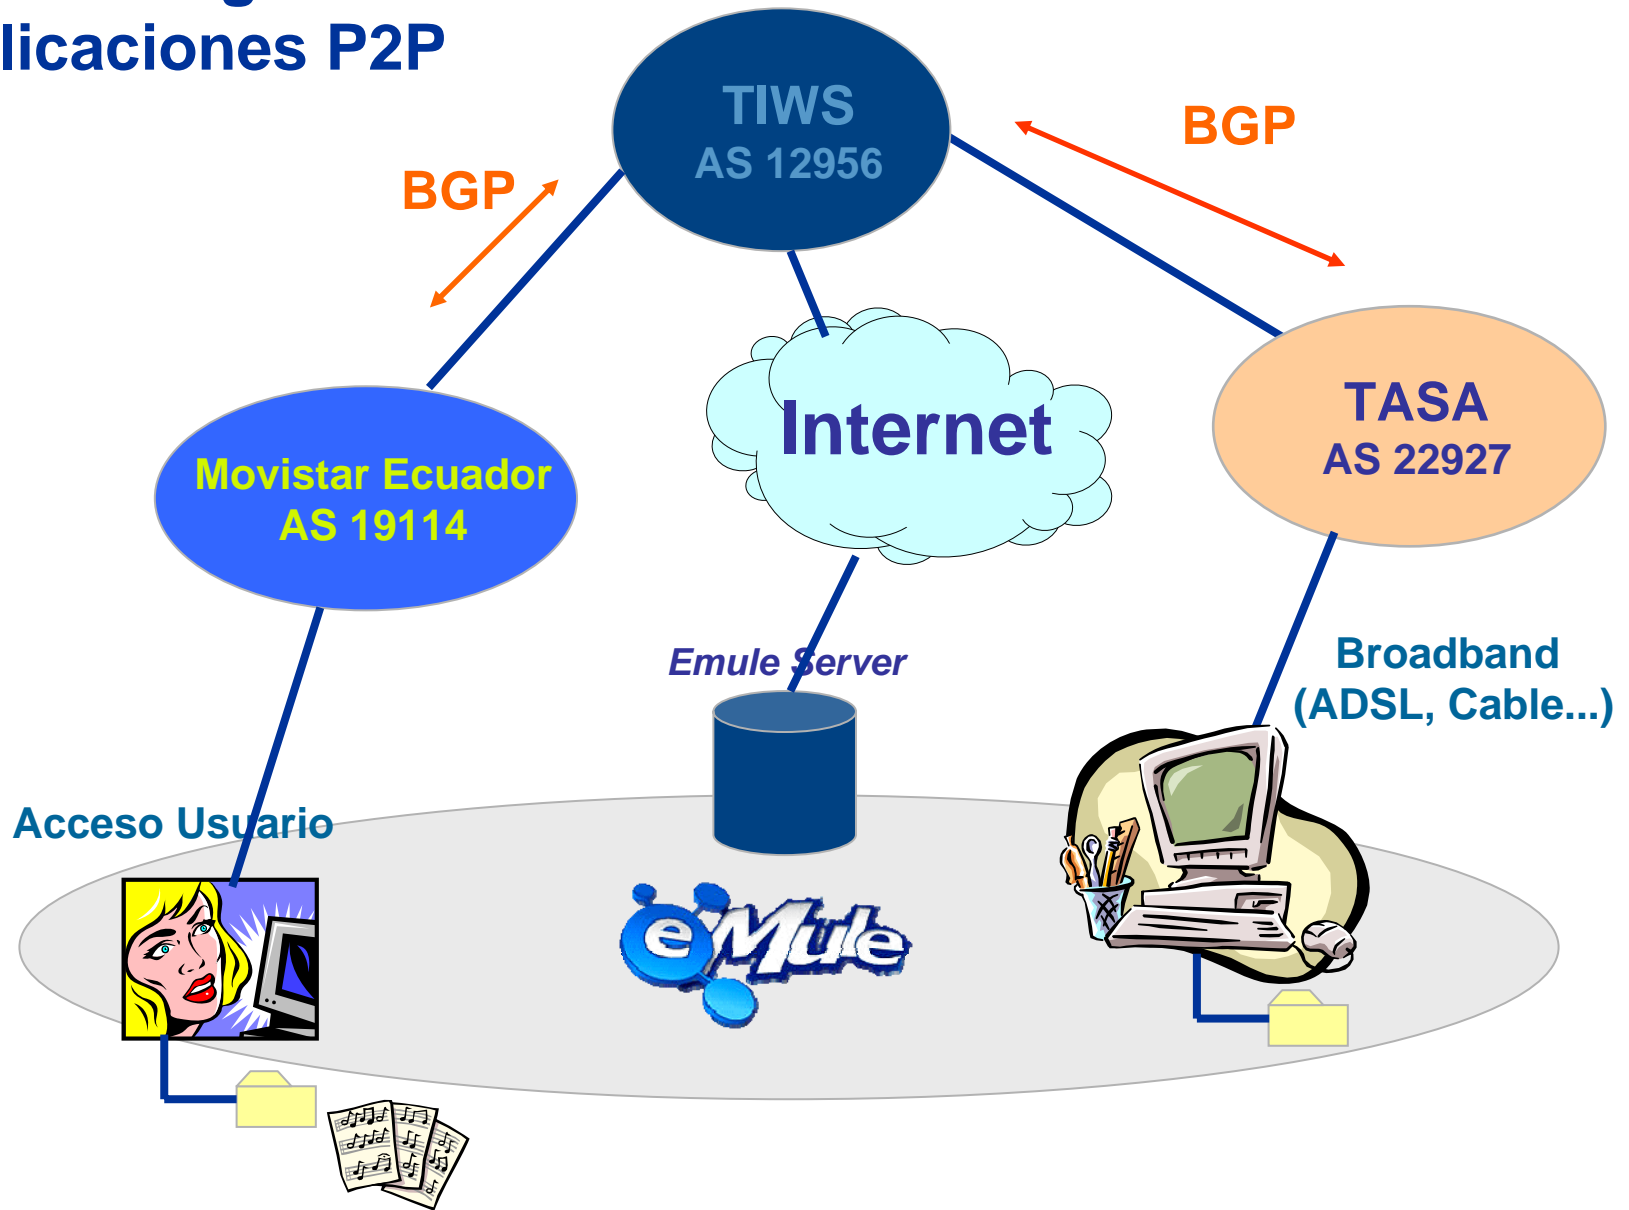 licaciones P2P
TIWS
AS 12956
BGP
BGP
Internet
TASA
AS 22927
Movistar Ecuador
AS 19114
Emule Server
Broadband
(ADSL, Cable...)
Acceso Usuario
eMule